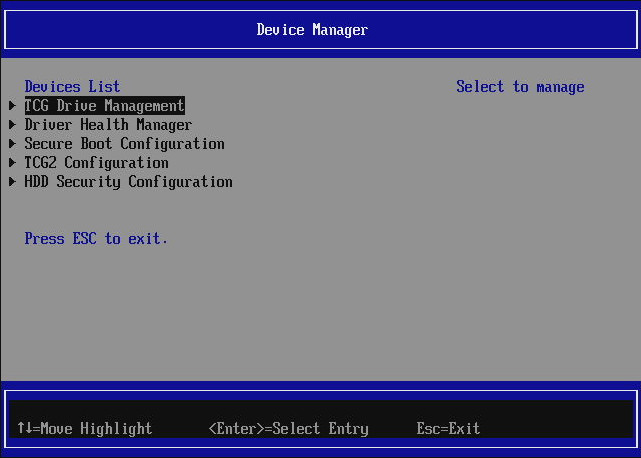 Device Manager
Devices List Select to manage
TCG Drive Management
Driver Health Manager
Secure Boot Configuration
TCG2 Configuration
HDD Security Configuration
Press ESC to exit.
↑↓=Move Highlight <Enter>=Select Entry Esc=Exit